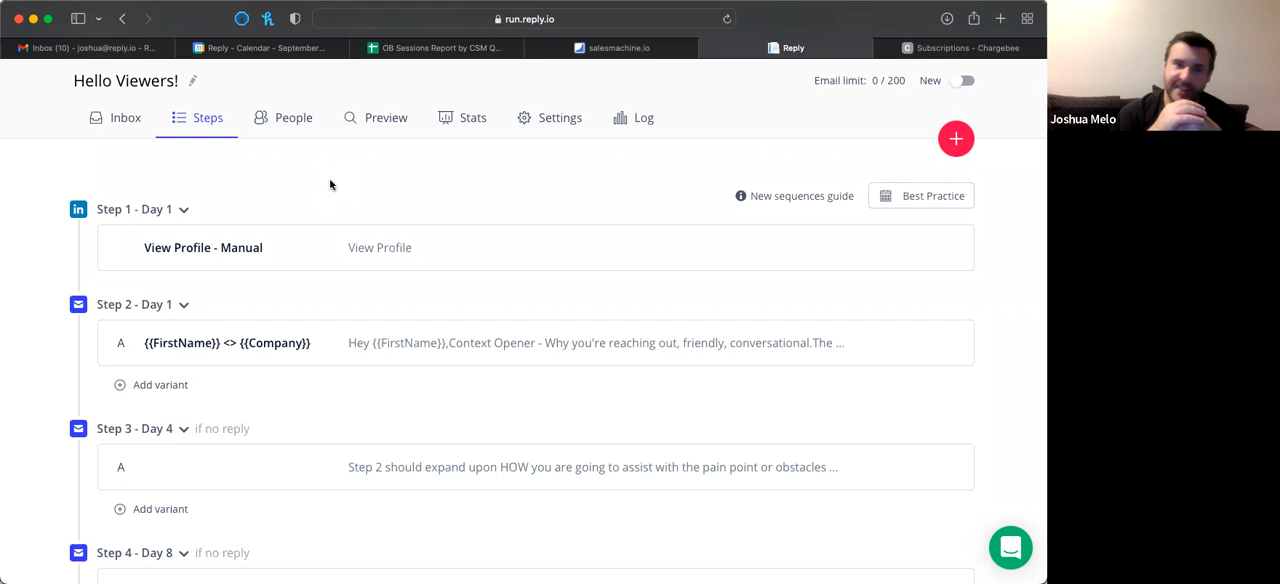 run.reply.io
Inbox (10) - joshua@reply.io - R...
Reply - Calendar - September...
OB Sessions Report by CSM Q...
salesmachine.io
Reply
Subscriptions - Chargebee
Hello Viewers!
Email limit: 0 / 200
New
Inbox
Steps
People
Preview
Stats
Settings
Log
Joshua Melo
New sequences guide
Best Practice
in
Step 1 - Day 1
View Profile - Manual
View Profile
Step 2 - Day 1
A
{{FirstName}} <> {{Company}}
Hey {{FirstName}},Context Opener - Why you're reaching out, friendly, conversational.The ...
Add variant
Step 3 - Day 4
if no reply
A
Step 2 should expand upon HOW you are going to assist with the pain point or obstacles ...
Add variant
Step 4 - Day 8
if no reply